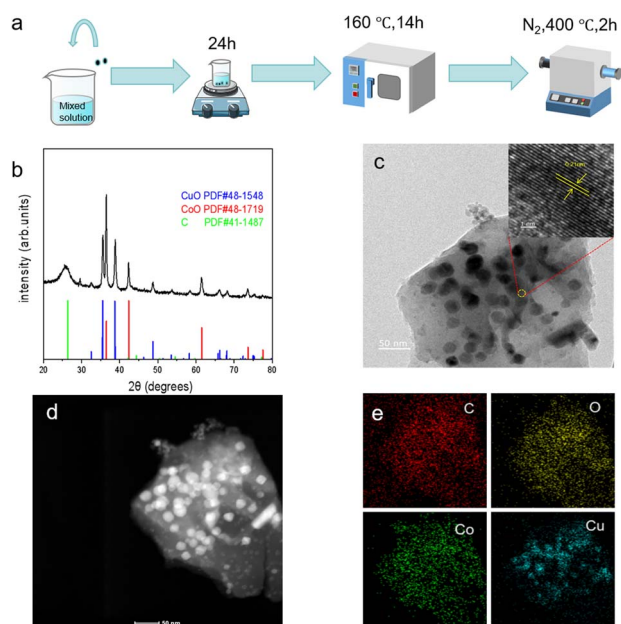 a
24h
160 ℃,14h
N₂,400 ℃,2h
Mixed
solution
b
intensity (arb.units)
CuO PDF#48-1548
CoO PDF#48-1719
C PDF#41-1487
20 30 40 50 60 70 80
2θ (degrees)
c
0.21nm
1 nm
50 nm
d
50 nm
e
C
O
Co
Cu